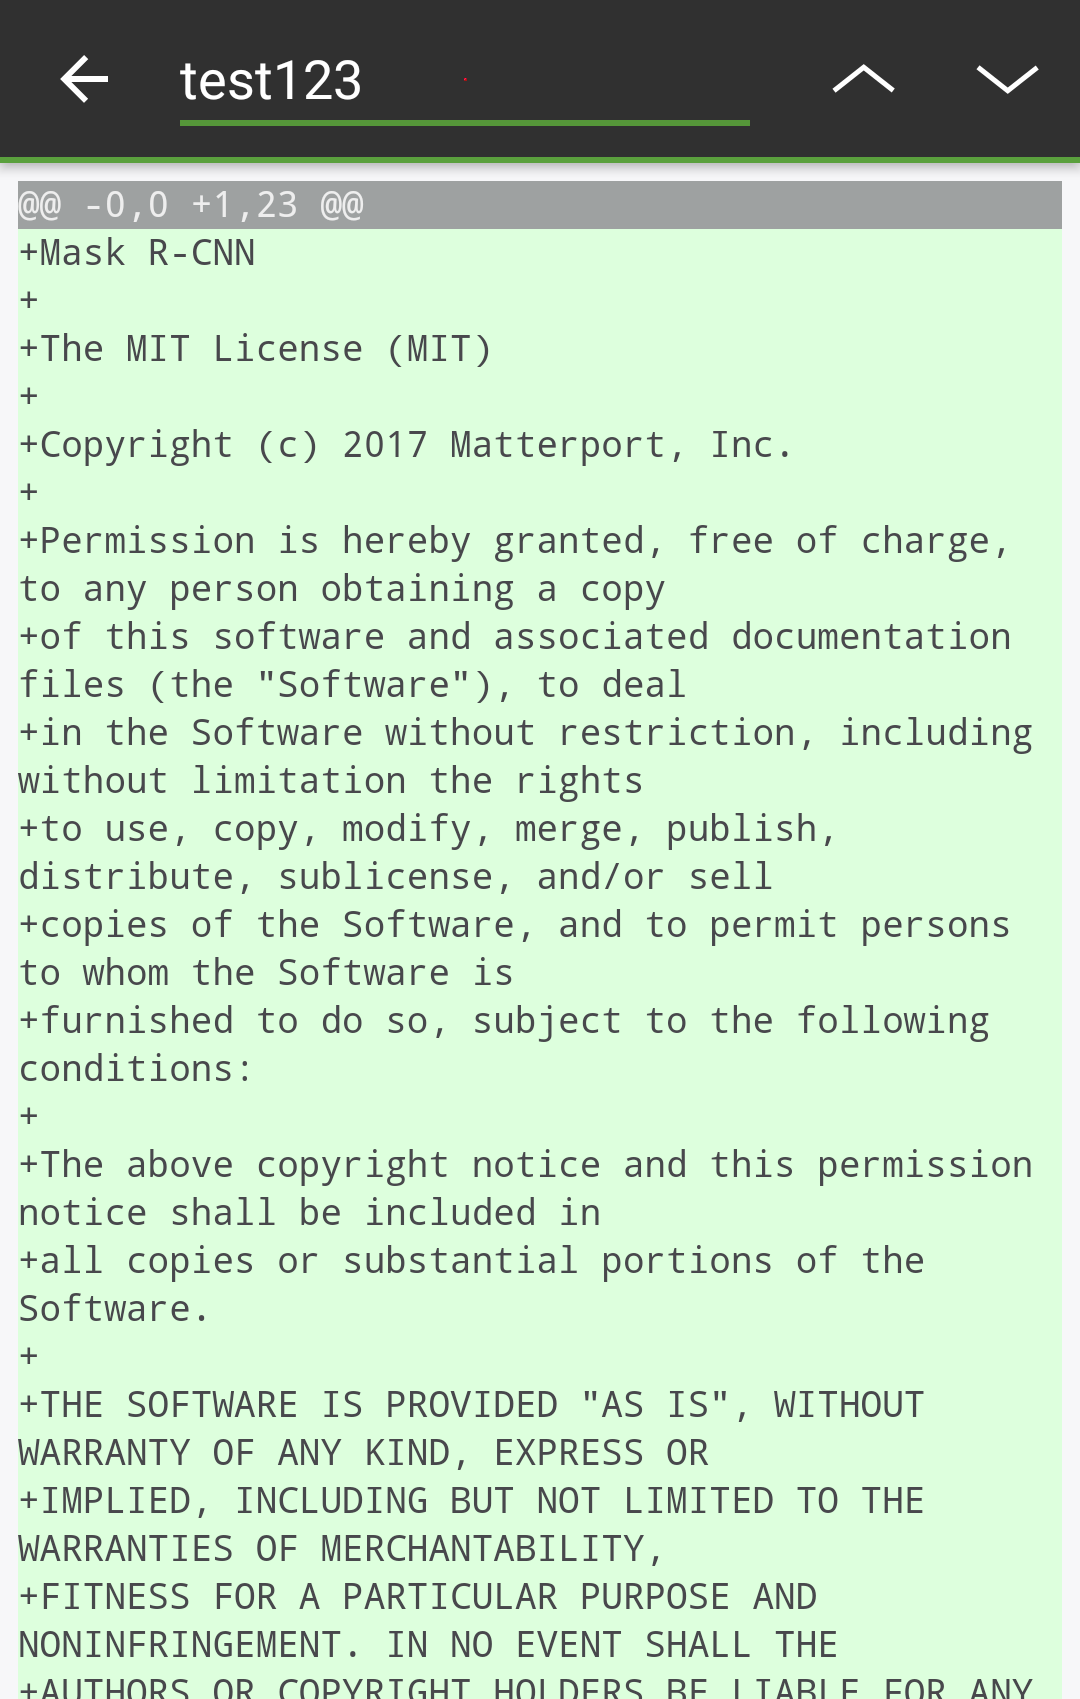 test123
@@ -0,0 +1,23 @@
+Mask R-CNN
+
+The MIT License (MIT)
+
+Copyright (c) 2017 Matterport, Inc.
+
+Permission is hereby granted, free of charge,
to any person obtaining a copy
+of this software and associated documentation
files (the "Software"), to deal
+in the Software without restriction, including
without limitation the rights
+to use, copy, modify, merge, publish,
distribute, sublicense, and/or sell
+copies of the Software, and to permit persons
to whom the Software is
+furnished to do so, subject to the following
conditions:
+
+The above copyright notice and this permission
notice shall be included in
+all copies or substantial portions of the
Software.
+
+THE SOFTWARE IS PROVIDED "AS IS", WITHOUT
WARRANTY OF ANY KIND, EXPRESS OR
+IMPLIED, INCLUDING BUT NOT LIMITED TO THE
WARRANTIES OF MERCHANTABILITY,
+FITNESS FOR A PARTICULAR PURPOSE AND
NONINFRINGEMENT. IN NO EVENT SHALL THE
+AUTHORS OR COPYRIGHT HOLDERS BE LIABLE FOR ANY